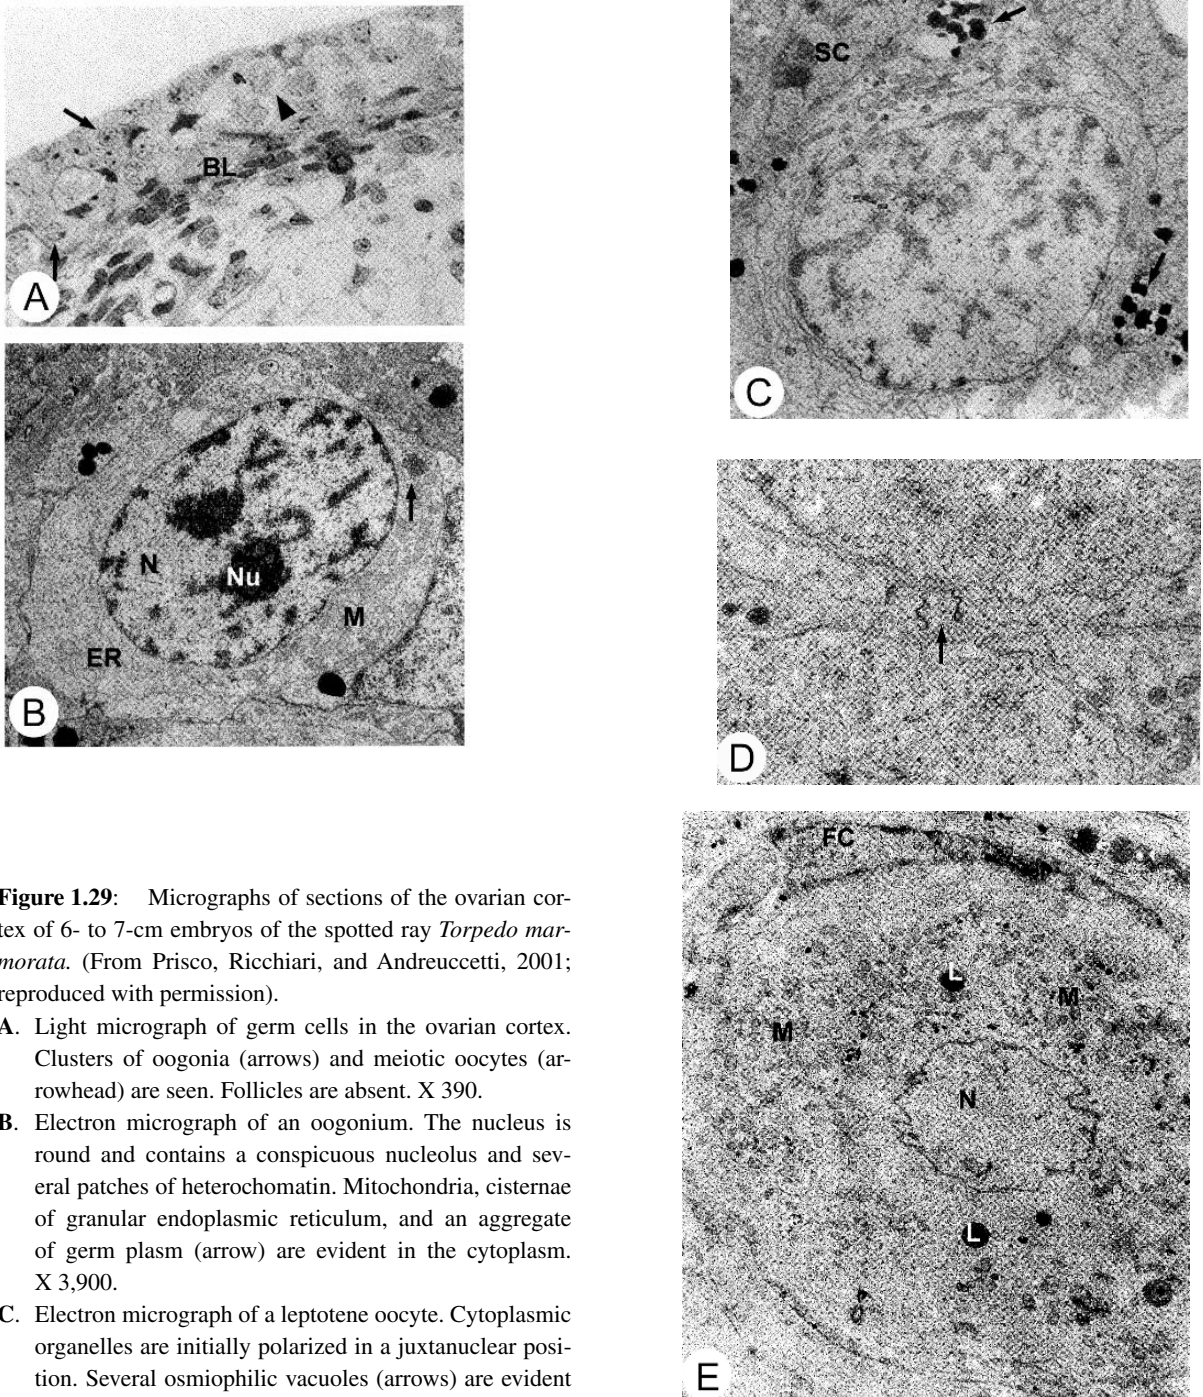 BL
A
N
Nu
M
ER
B
SC
C
D
FC
L
M
M
N
L
E
Figure 1.29: Micrographs of sections of the ovarian cor-
tex of 6- to 7-cm embryos of the spotted ray Torpedo mar-
morata. (From Prisco, Ricchiari, and Andreuccetti, 2001;
reproduced with permission).
A. Light micrograph of germ cells in the ovarian cortex.
Clusters of oogonia (arrows) and meiotic oocytes (ar-
rowhead) are seen. Follicles are absent. X 390.
B. Electron micrograph of an oogonium. The nucleus is
round and contains a conspicuous nucleolus and sev-
eral patches of heterochomatin. Mitochondria, cisternae
of granular endoplasmic reticulum, and an aggregate
of germ plasm (arrow) are evident in the cytoplasm.
X 3,900.
C. Electron micrograph of a leptotene oocyte. Cytoplasmic
organelles are initially polarized in a juxtanuclear posi-
tion. Several osmiophilic vacuoles (arrows) are evident